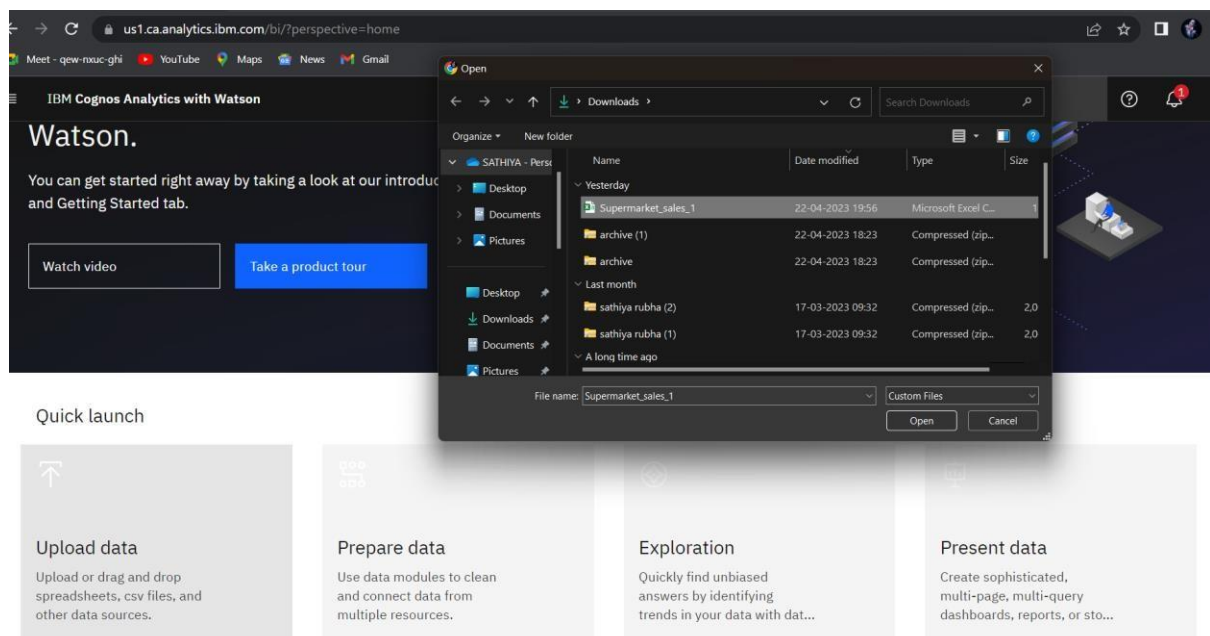 us1.ca.analytics.ibm.com/bi/?perspective=home
Meet - qew-nxuc-ghi YouTube Maps News Gmail
IBM Cognos Analytics with Watson
1
Watson.
You can get started right away by taking a look at our introduc
and Getting Started tab.
Watch video
Take a product tour
Open
Downloads
Search Downloads
Organize New folder
SATHIYA - Perso
Desktop
Documents
Pictures
Desktop
Downloads
Documents
Pictures
Name Date modified Type Size
Yesterday
Supermarket_sales_1 22-04-2023 19:56 Microsoft Excel C... 1
archive (1) 22-04-2023 18:23 Compressed (zip...
archive 22-04-2023 18:23 Compressed (zip...
Last month
sathiya rubha (2) 17-03-2023 09:32 Compressed (zip... 2,0
sathiya rubha (1) 17-03-2023 09:32 Compressed (zip... 2,0
A long time ago
File name: Supermarket_sales_1 Custom Files
Open Cancel
Quick launch
Upload data
Upload or drag and drop
spreadsheets, csv files, and
other data sources.
Prepare data
Use data modules to clean
and connect data from
multiple resources.
Exploration
Quickly find unbiased
answers by identifying
trends in your data with dat...
Present data
Create sophisticated,
multi-page, multi-query
dashboards, reports, or sto...